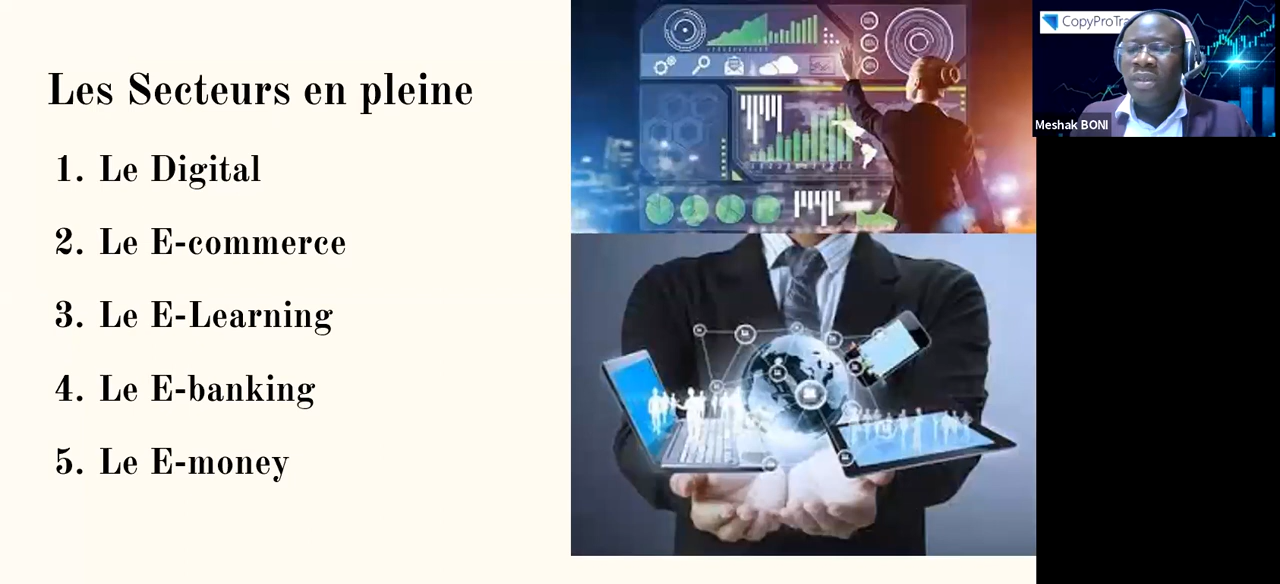 Les Secteurs en pleine
1. Le Digital
2. Le E-commerce
3. Le E-Learning
4. Le E-banking
5. Le E-money
Meshak BONI